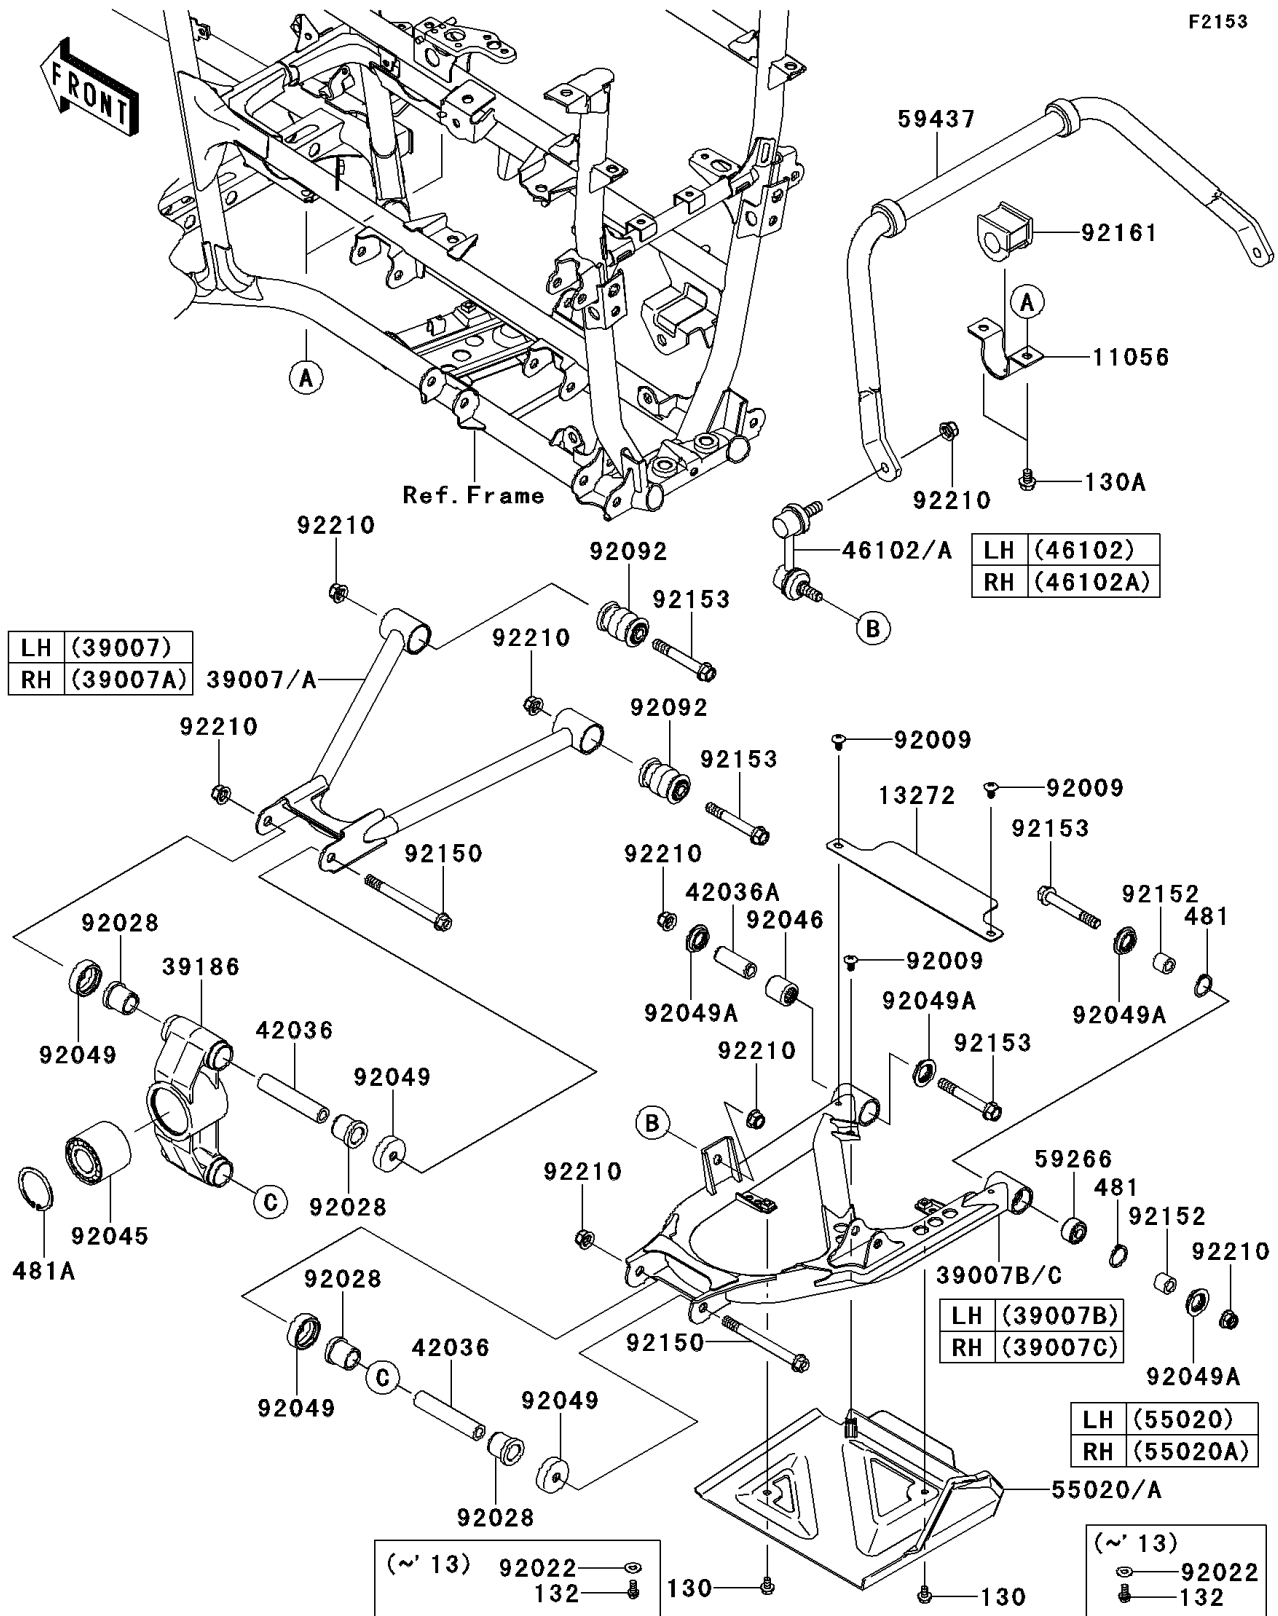 F2153
FRONT
59437
92161
A
11056
A
130A
92210
Ref. Frame
92210
92092
46102/A
LH (46102)
RH (46102A)
92153
B
92210
LH (39007)
RH (39007A)
39007/A
92092
92210
92009
92153
92009
13272
92153
92210
92150
92152
42036A
481
92028
92046
39186
92009
92049A
92049A
92049A
42036
92049
92210
92153
92049
B
92210
59266
C
481
92028
92152
92045
92210
481A
92028
39007B/C
LH (39007B)
RH (39007C)
42036
92150
C
92049A
92049
92049
LH (55020)
RH (55020A)
55020/A
92028
(~'13) 92022
132
130
130
(~'13)
92022
132